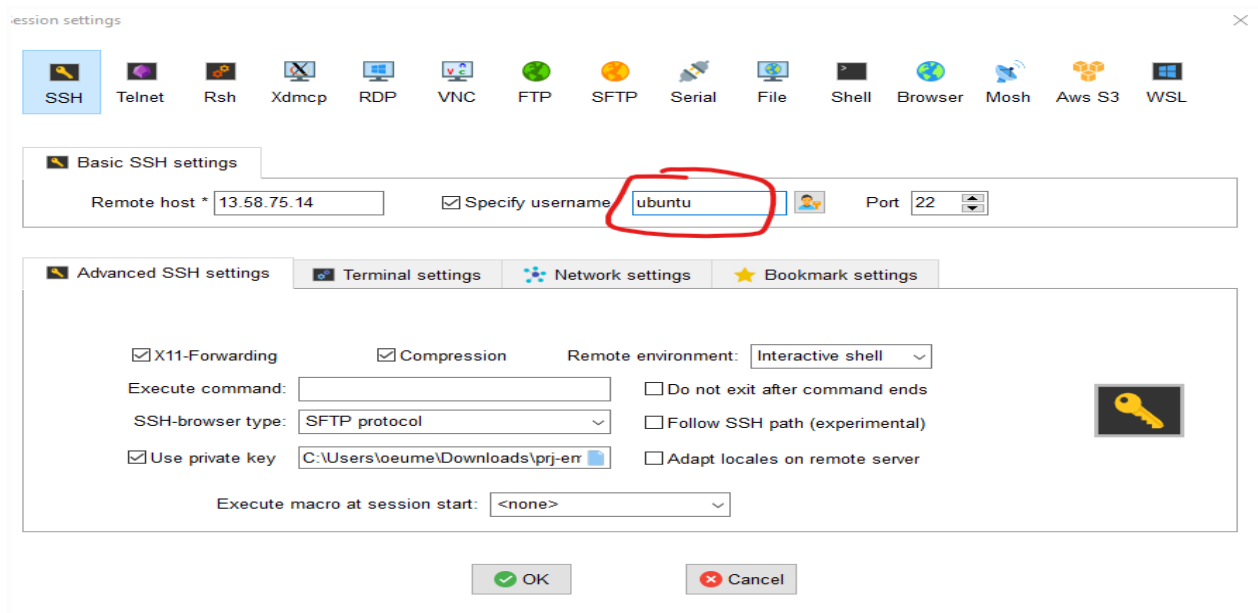 ession settings
SSH Telnet Rsh Xdmcp RDP VNC FTP SFTP Serial File Shell Browser Mosh Aws S3 WSL
Basic SSH settings
Remote host * 13.58.75.14 Specify username ubuntu Port 22
Advanced SSH settings Terminal settings Network settings Bookmark settings
X11-Forwarding Compression Remote environment: Interactive shell
Execute command: Do not exit after command ends
SSH-browser type: SFTP protocol Follow SSH path (experimental)
Use private key C:\Users\oeume\Downloads\prj-em Adapt locales on remote server
Execute macro at session start: <none>
OK Cancel